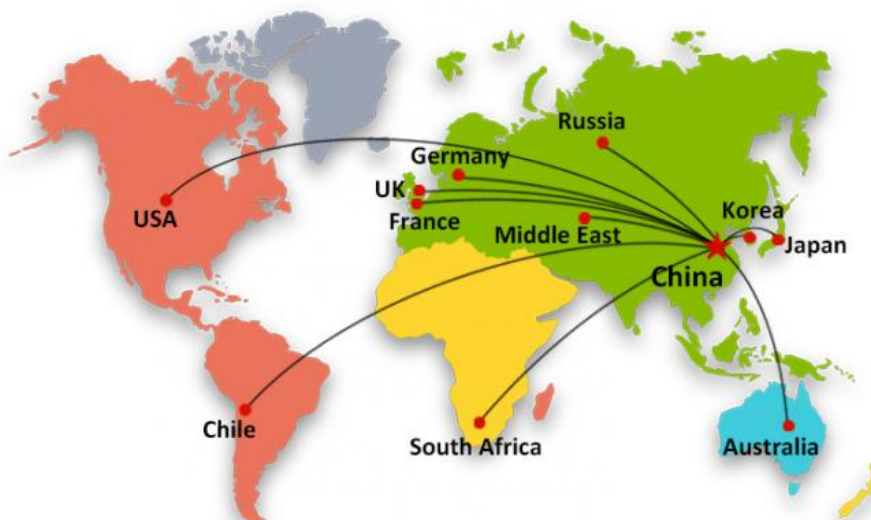 Russia
Germany
UK
USA
France
Korea
Middle East
Japan
China
Chile
South Africa
Australia